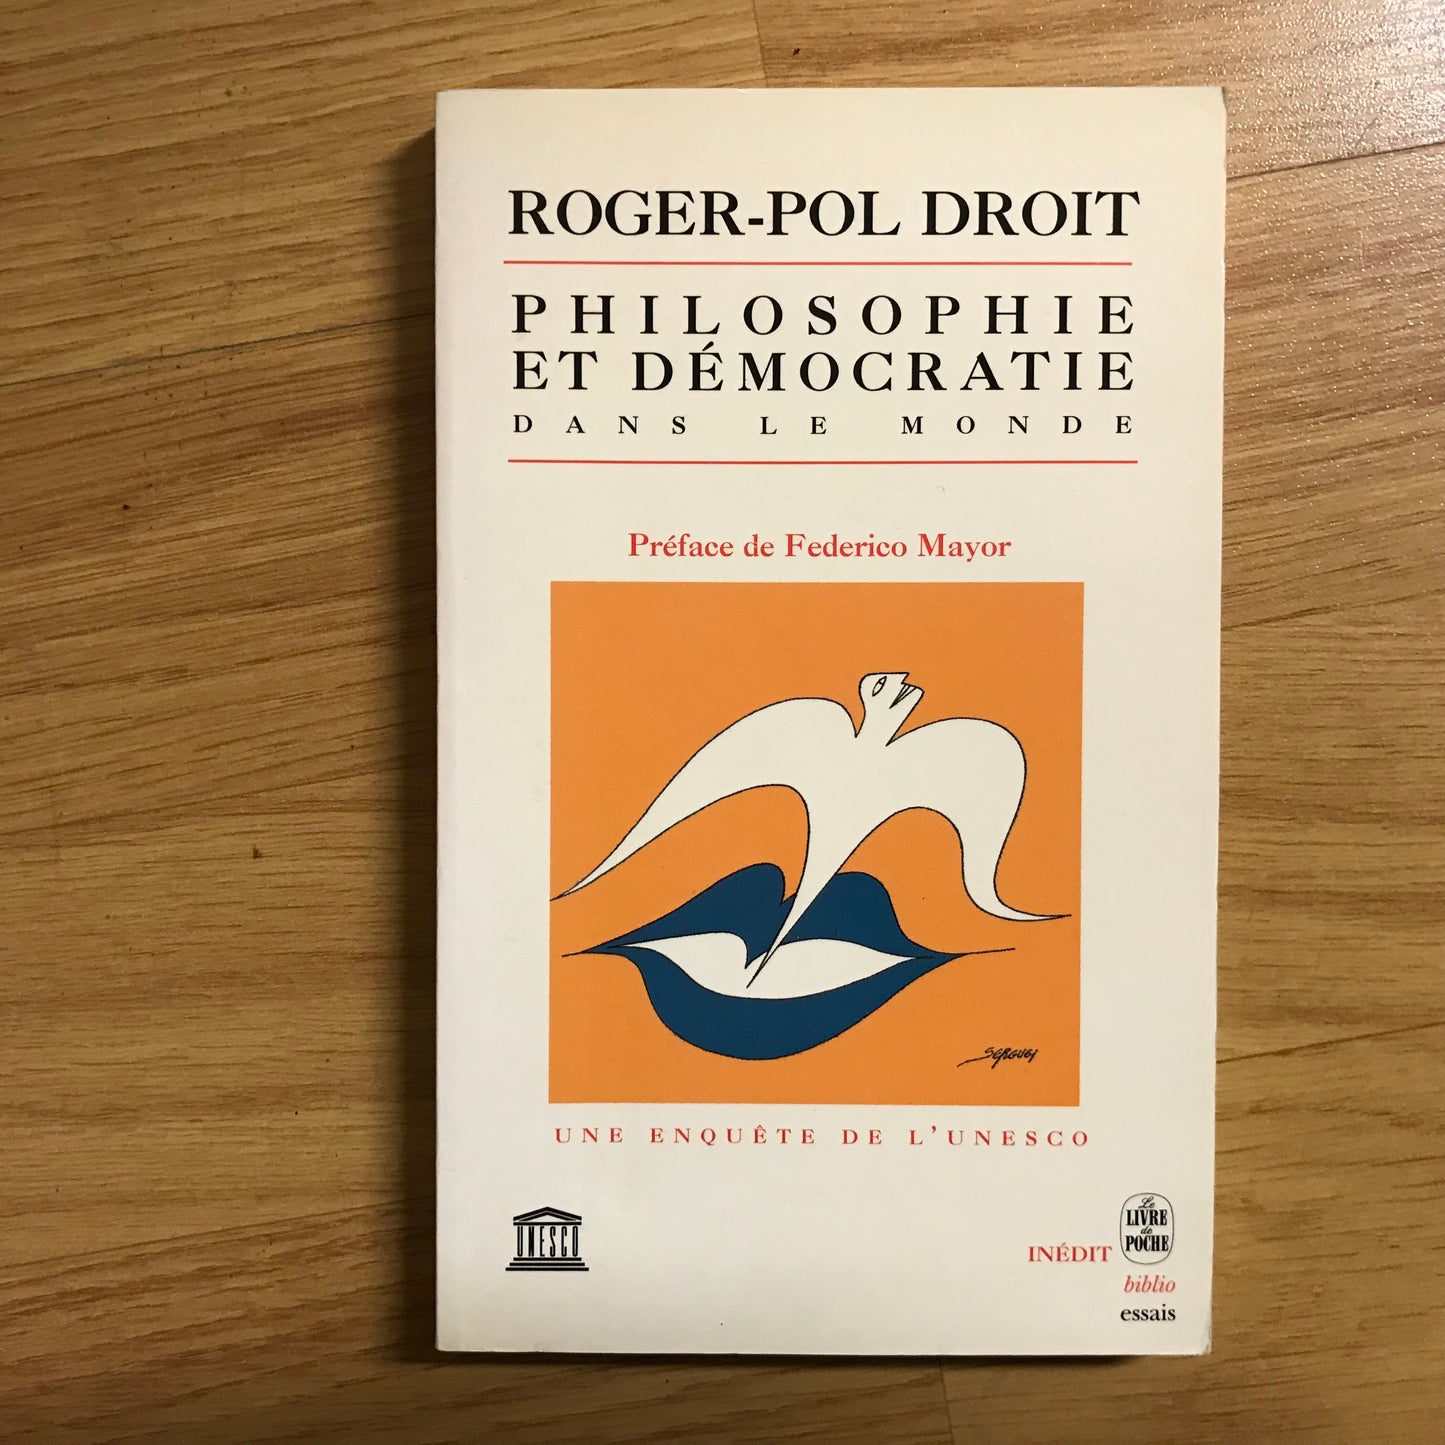 ROGER-POL DROIT
PHILOSOPHIE
ET DÉMOCRATIE
DANS LE MONDE
Préface de Federico Mayor
SERGUEI
UNE ENQUÊTE DE L'UNESCO
UNESCO
Le
LIVRE
de
POCHE
INÉDIT
biblio
essais